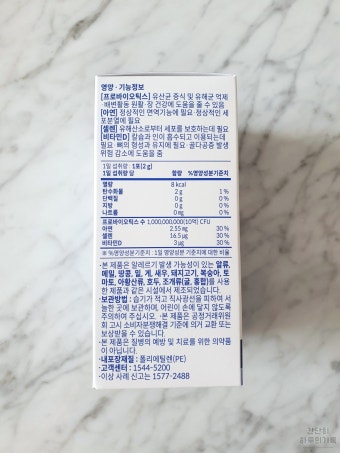 영양·기능정보
[프로바이오틱스] 유산균 증식 및 유해균 억제
·배변활동 원활·장 건강에 도움을 줄 수 있음
[아연] 정상적인 면역기능에 필요·정상적인 세
포분열에 필요
[셀렌] 유해산소로부터 세포를 보호하는데 필요
[비타민D] 칼슘과 인이 흡수되고 이용되는데
필요·뼈의 형성과 유지에 필요·골다공증 발생
위험 감소에 도움을 줌
1일 섭취량 : 1포(2 g)
1일 섭취량 당 함량 %영양성분기준치
열량 8 kcal
탄수화물 2 g 1 %
단백질 0 g 0 %
지방 0 g 0 %
나트륨 0 mg 0 %
프로바이오틱스 수 1,000,000,000(10억) CFU
아연 2.55 mg 30 %
셀렌 16.5 µg 30 %
비타민D 3 µg 30 %
※ %영양성분기준치 : 1일 영양성분 기준치에 대한 비율
·본 제품은 알레르기 발생 가능성이 있는 알류,
메밀, 땅콩, 밀, 게, 새우, 돼지고기, 복숭아, 토
마토, 아황산류, 호두, 조개류(굴, 홍합)를 사용
한 제품과 같은 시설에서 제조되었습니다.
·보관방법 : 습기가 적고 직사광선을 피하여 서
늘한 곳에 보관하며, 어린이 손에 닿지 않도록
주의하여 주십시오. ·본 제품은 공정거래위원
회 고시 소비자분쟁해결 기준에 의거 교환 또는
보상받을 수 있습니다.
·본 제품은 질병의 예방 및 치료를 위한 의약품
이 아닙니다.
·내포장재질 : 폴리에틸렌(PE)
·고객센터 : 1544-5200
·이상 사례 신고는 1577-2488